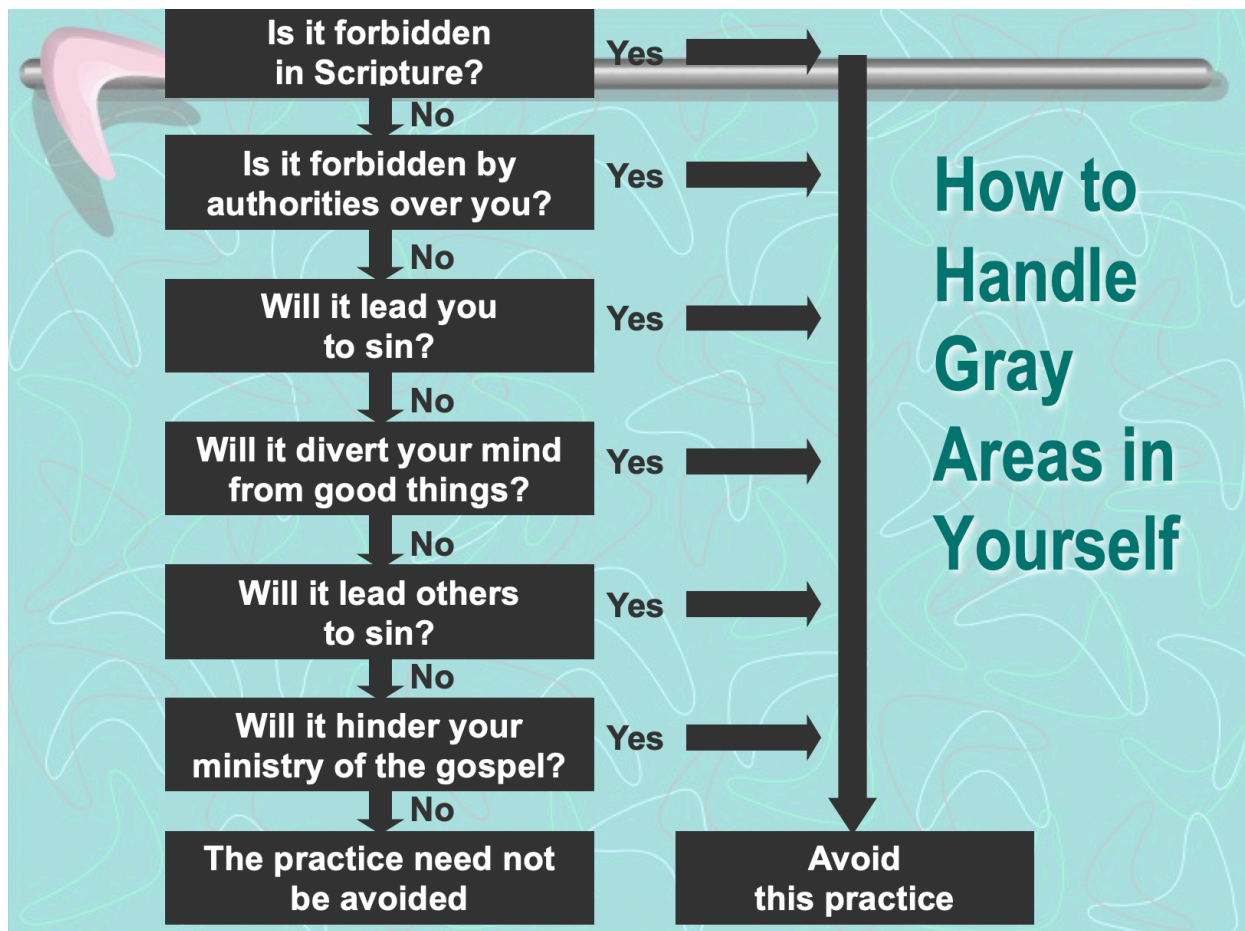 Is it forbidden
in Scripture?
Yes
No
Is it forbidden by
authorities over you?
Yes
No
Will it lead you
to sin?
Yes
No
Will it divert your mind
from good things?
Yes
No
Will it lead others
to sin?
Yes
No
Will it hinder your
ministry of the gospel?
Yes
No
The practice need not
be avoided
Avoid
this practice
How to
Handle
Gray
Areas in
Yourself